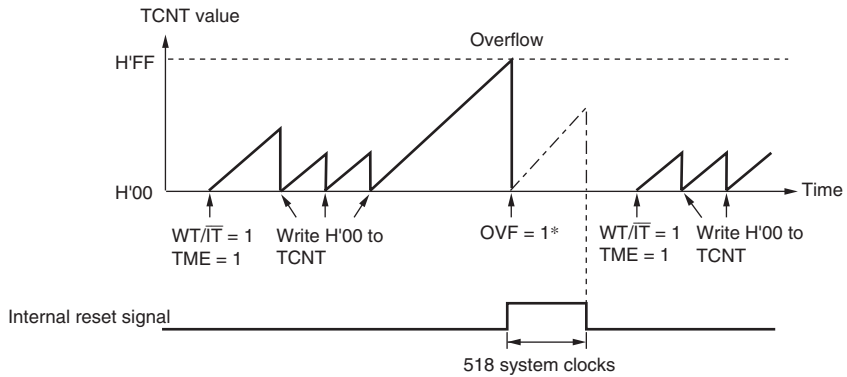 TCNT value
Overflow
H'FF
H'00
Time
WT/IT = 1
TME = 1
Write H'00 to
TCNT
OVF = 1*
WT/IT = 1
TME = 1
Write H'00 to
TCNT
Internal reset signal
518 system clocks